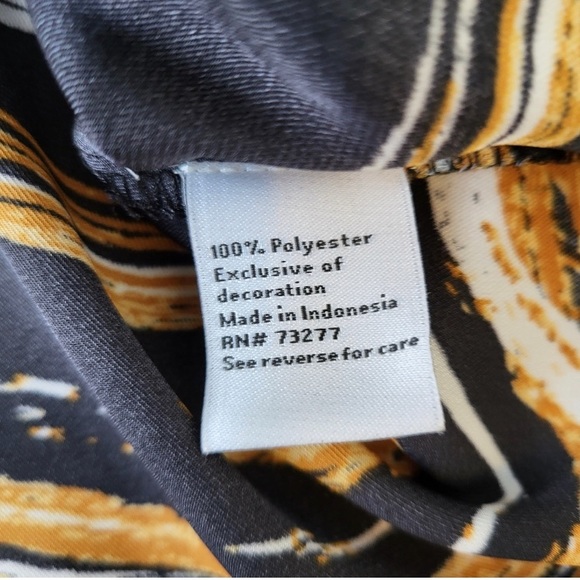 100% Polyester
Exclusive of
decoration
Made in Indonesia
RN# 73277
See reverse for care